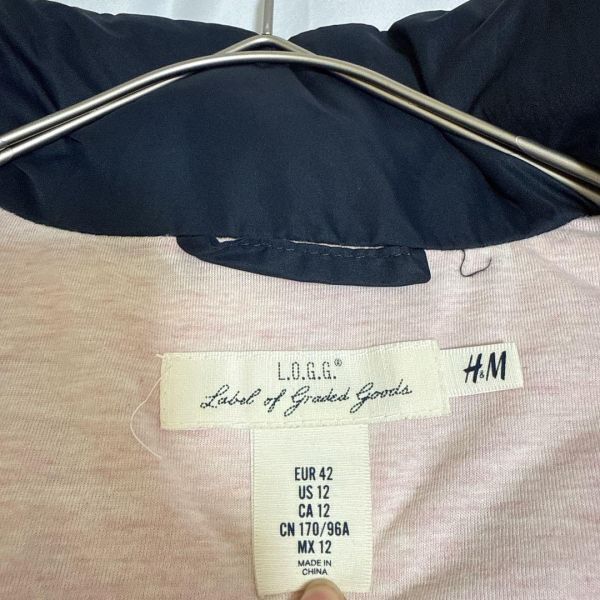 L.O.G.G.®
Label of Graded Goods
H&M
EUR 42
US 12
CA 12
CN 170/96A
MX 12
MADE IN
CHINA